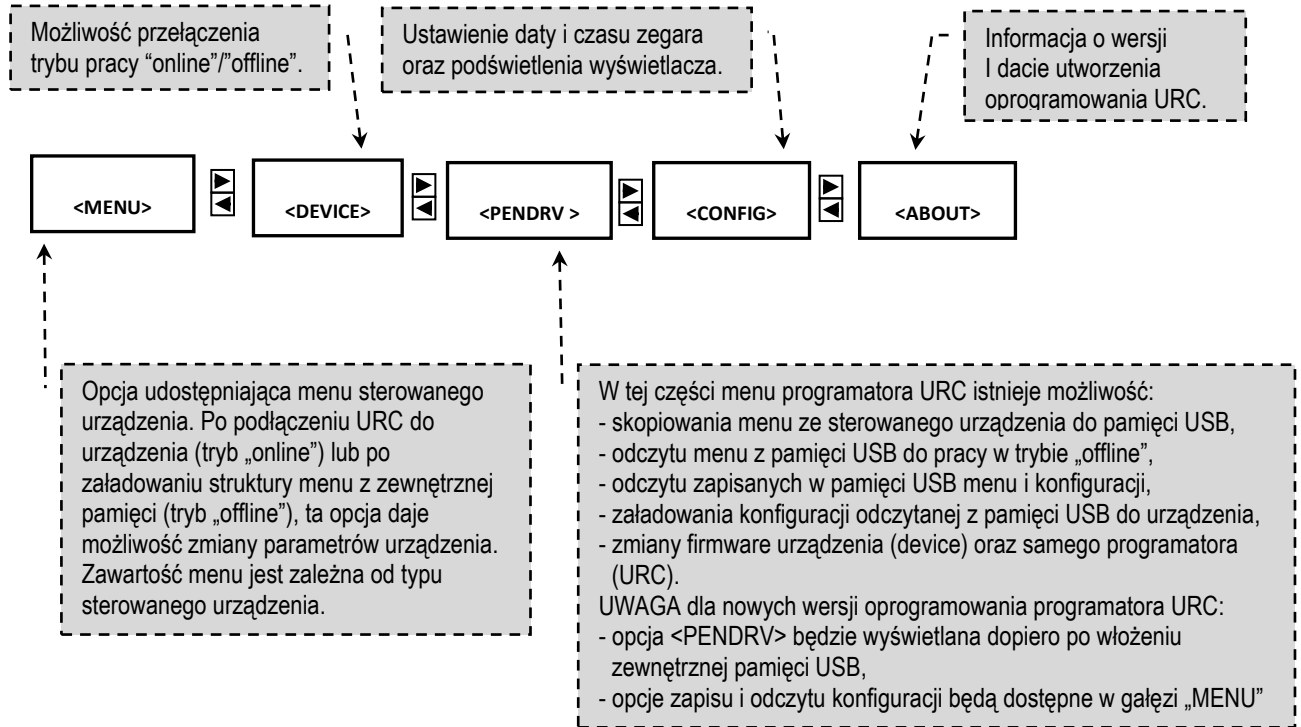 Możliwość przełączenia
trybu pracy “online”/”offline”.
Ustawienie daty i czasu zegara
oraz podświetlenia wyświetlacza.
Informacja o wersji
I dacie utworzenia
oprogramowania URC.
<MENU>
<DEVICE>
<PENDRV >
<CONFIG>
<ABOUT>
Opcja udostępniająca menu sterowanego
urządzenia. Po podłączeniu URC do
urządzenia (tryb „online”) lub po
załadowaniu struktury menu z zewnętrznej
pamięci (tryb „offline”), ta opcja daje
możliwość zmiany parametrów urządzenia.
Zawartość menu jest zależna od typu
sterowanego urządzenia.
W tej części menu programatora URC istnieje możliwość:
- skopiowania menu ze sterowanego urządzenia do pamięci USB,
- odczytu menu z pamięci USB do pracy w trybie „offline”,
- odczytu zapisanych w pamięci USB menu i konfiguracji,
- załadowania konfiguracji odczytanej z pamięci USB do urządzenia,
- zmiany firmware urządzenia (device) oraz samego programatora
(URC).
UWAGA dla nowych wersji oprogramowania programatora URC:
- opcja <PENDRV> będzie wyświetlana dopiero po włożeniu
zewnętrznej pamięci USB,
- opcje zapisu i odczytu konfiguracji będą dostępne w gałęzi „MENU”